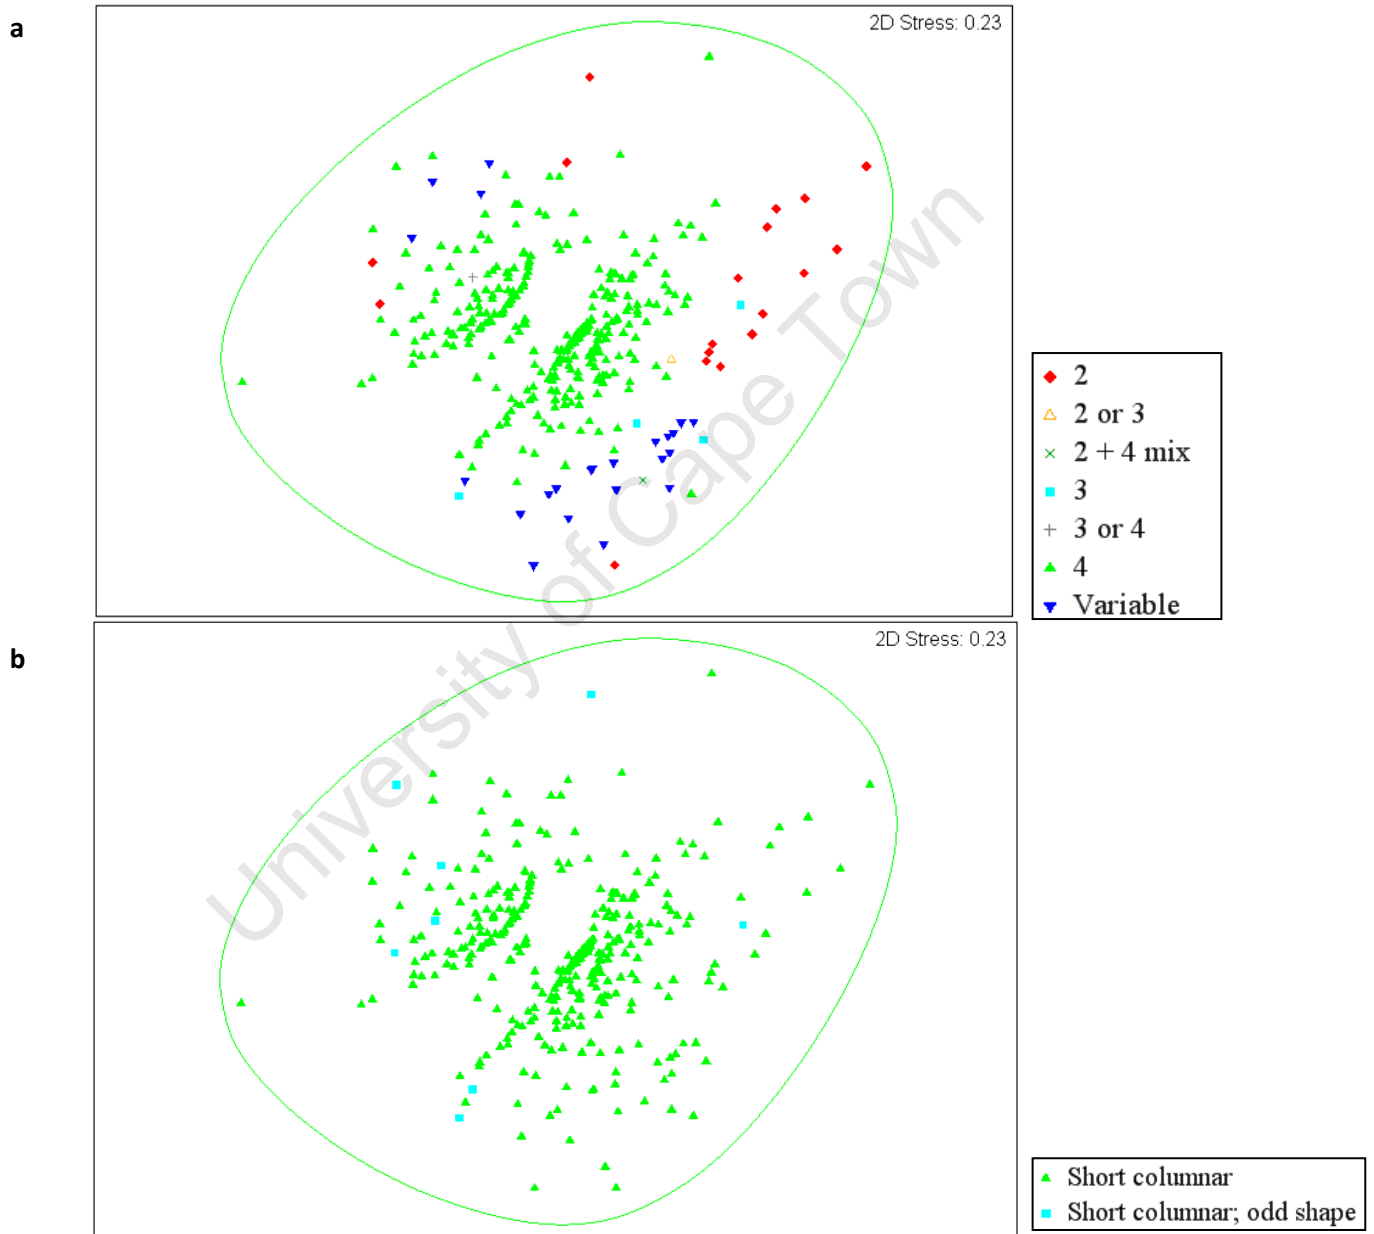 a
2D Stress: 0.23
2
2 or 3
2 + 4 mix
3
3 or 4
4
Variable
University of Cape Town
b
2D Stress: 0.23
Short columnar
Short columnar; odd shape